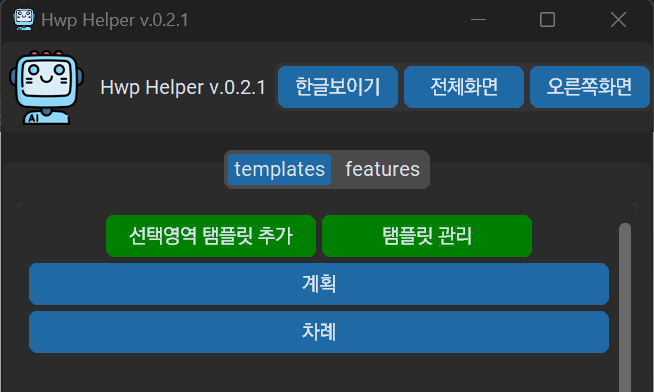 Hwp Helper v.0.2.1
AI
Hwp Helper v.0.2.1 한글보이기 전체화면 오른쪽화면
templates features
선택영역 탬플릿 추가 탬플릿 관리
계획
차례